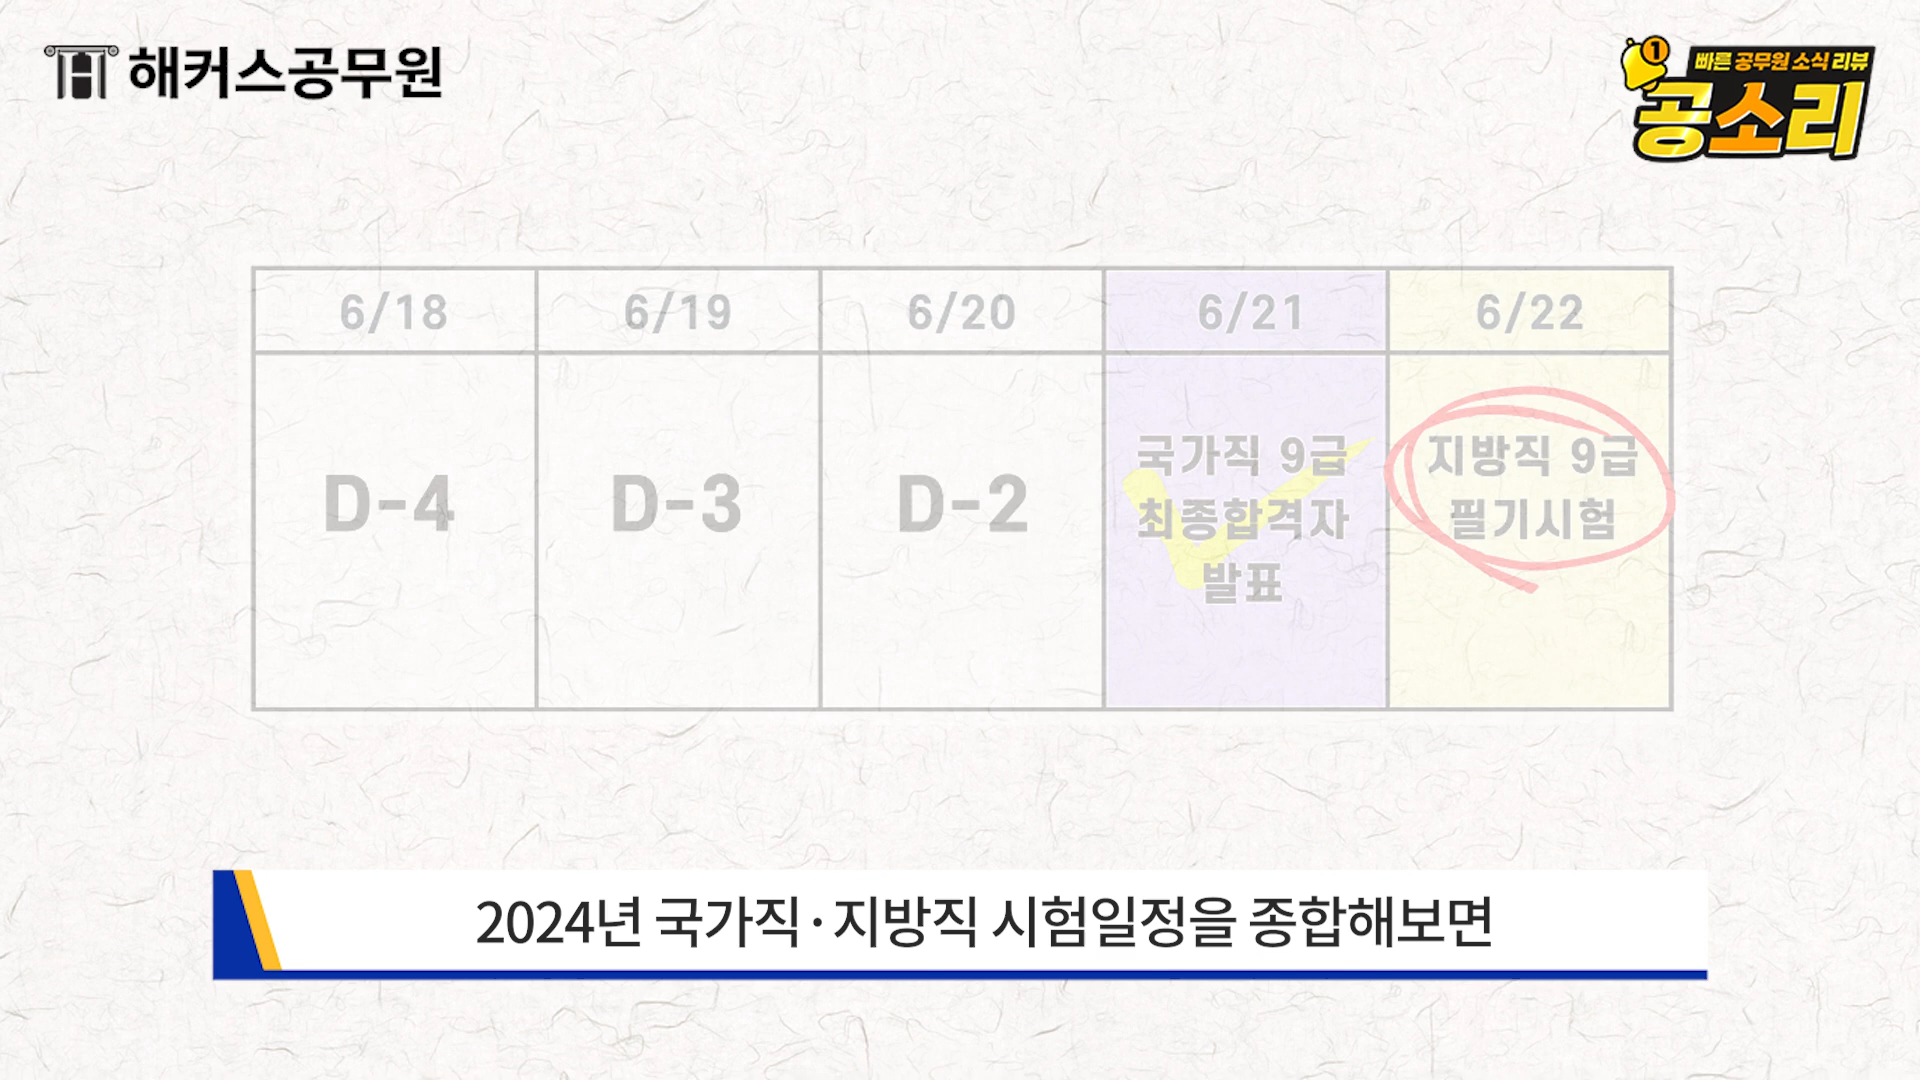 해커스공무원
1
빠른 공무원 소식 리뷰
공소리
6/18
6/19
6/20
6/21
6/22
D-4
D-3
D-2
국가직 9급
최종합격자
발표
지방직 9급
필기시험
2024년 국가직·지방직 시험일정을 종합해보면